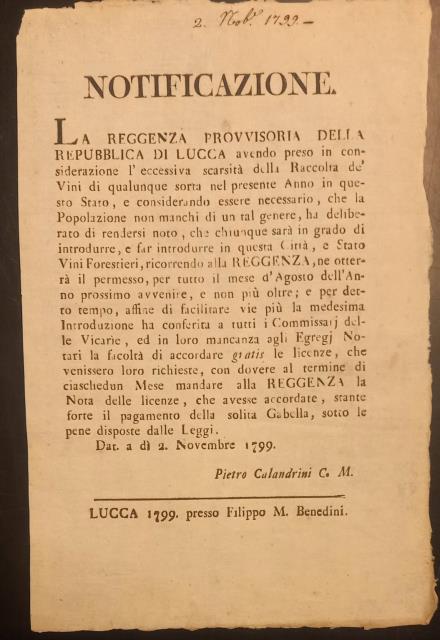 2. Nobr. 1799. —
NOTIFICAZIONE.
LA REGGENZA PROVVISORIA DELLA
REPUBBLICA DI LUCCA avendo preso in con-
siderazione l'eccessiva scarsità della Raccolta de'
Vini di qualunque sorta nel presente Anno in que-
sto Stato, e considerando essere necessario, che la
Popolazione non manchi di un tal genere, ha delibe-
rato di rendersi noto, che chiunque sarà in grado di
introdurre, e far introdurre in questa Città, e Stato
Vini Forestieri, ricorrendo alla REGGENZA, ne otter-
rà il permesso, per tutto il mese d'Agosto dell'An-
no prossimo avvenire, e non più oltre; e per det-
to tempo, affine di facilitare vie più la medesima
Introduzione ha conferita a tutti i Commissarj del-
le Vicarìe, ed in loro mancanza agli Egregj No-
tari la facoltà di accordare gratis le licenze, che
venissero loro richieste, con dovere al termine di
ciaschedun Mese mandare alla REGGENZA la
Nota delle licenze, che avesse accordate, stante
forte il pagamento della solita Gabella, sotto le
pene disposte dalle Leggi.
Dat. a dì 2. Novembre 1799.
Pietro Calandrini C. M.
LUCCA 1799. presso Filippo M. Benedini.